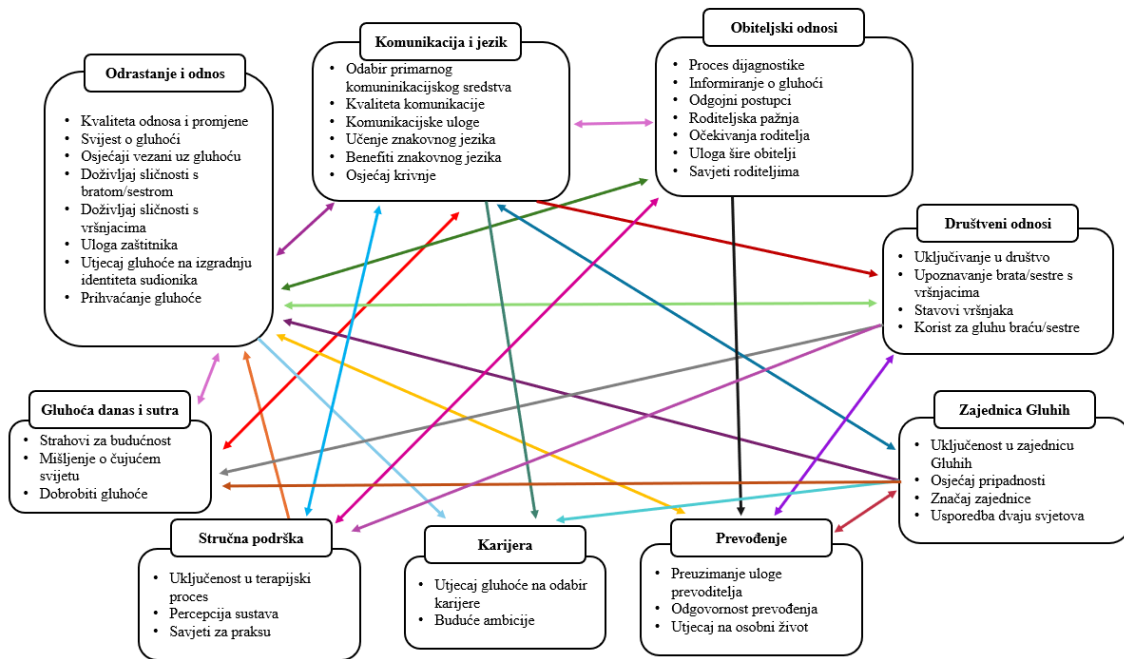 Odrastanje i odnos
Kvaliteta odnosa i promjene
Svijest o gluhoći
Osjećaji vezani uz gluhoću
Doživljaj sličnosti s
bratom/sestrom
Doživljaj sličnosti s
vršnjacima
Uloga zaštitnika
Utjecaj gluhoće na izgradnju
identiteta sudionika
Prihvaćanje gluhoće
Komunikacija i jezik
Odabir primarnog
komuninikacijskog sredstva
Kvaliteta komunikacije
Komunikacijske uloge
Učenje znakovnog jezika
Benefiti znakovnog jezika
Osjećaj krivnje
Obiteljski odnosi
Proces dijagnostike
Informiranje o gluhoći
Odgojni postupci
Roditeljska pažnja
Očekivanja roditelja
Uloga šire obitelji
Savjeti roditeljima
Društveni odnosi
Uključivanje u društvo
Upoznavanje brata/sestre s
vršnjacima
Stavovi vršnjaka
Korist za gluhu braću/sestre
Gluhoća danas i sutra
Strahovi za budućnost
Mišljenje o čujućem
svijetu
Dobrobiti gluhoće
Zajednica Gluhih
Uključenost u zajednicu
Gluhih
Osjećaj pripadnosti
Značaj zajednice
Usporedba dvaju svjetova
Stručna podrška
Uključenost u terapijski
proces
Percepcija sustava
Savjeti za praksu
Karijera
Utjecaj gluhoće na odabir
karijere
Buduće ambicije
Prevođenje
Preuzimanje uloge
prevoditelja
Odgovornost prevođenja
Utjecaj na osobni život